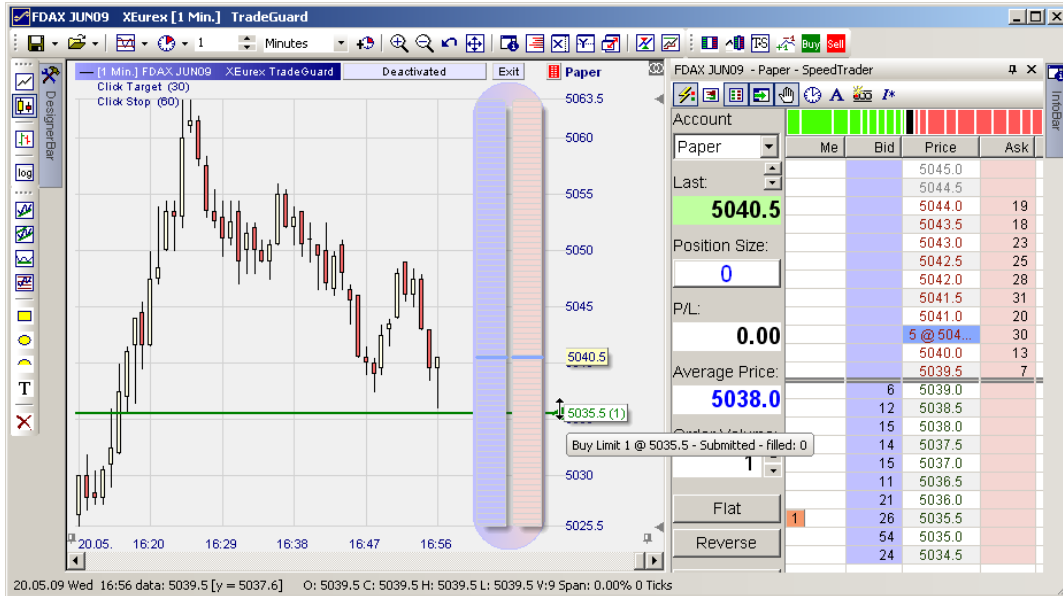 FDAX JUN09 XEurex [1 Min.] TradeGuard
1 Minutes TS Buy Sell
DesignerBar
log
T
[1 Min.] FDAX JUN09 XEurex TradeGuard Deactivated Exit Paper
Click Target (30)
Click Stop (60)
5063.5
5060
5055
5050
5045
5040.5
5035.5 (1)
Buy Limit 1 @ 5035.5 - Submitted - filled: 0
5030
5025.5
20.05. 16:20 16:29 16:38 16:47 16:56
FDAX JUN09 - Paper - SpeedTrader
A I*
InfoBar
Account
Paper
Last:
5040.5
Position Size:
0
P/L:
0.00
Average Price:
5038.0
1
Flat
Reverse
Me Bid Price Ask
5045.0
5044.5
5044.0 19
5043.5 18
5043.0 23
5042.5 25
5042.0 28
5041.5 31
5041.0 20
5 @ 504... 30
5040.0 13
5039.5 7
6 5039.0
12 5038.5
15 5038.0
14 5037.5
15 5037.0
11 5036.5
21 5036.0
1 26 5035.5
54 5035.0
24 5034.5
20.05.09 Wed 16:56 data: 5039.5 [y = 5037.6] O: 5039.5 C: 5039.5 H: 5039.5 L: 5039.5 V:9 Span: 0.00% 0 Ticks